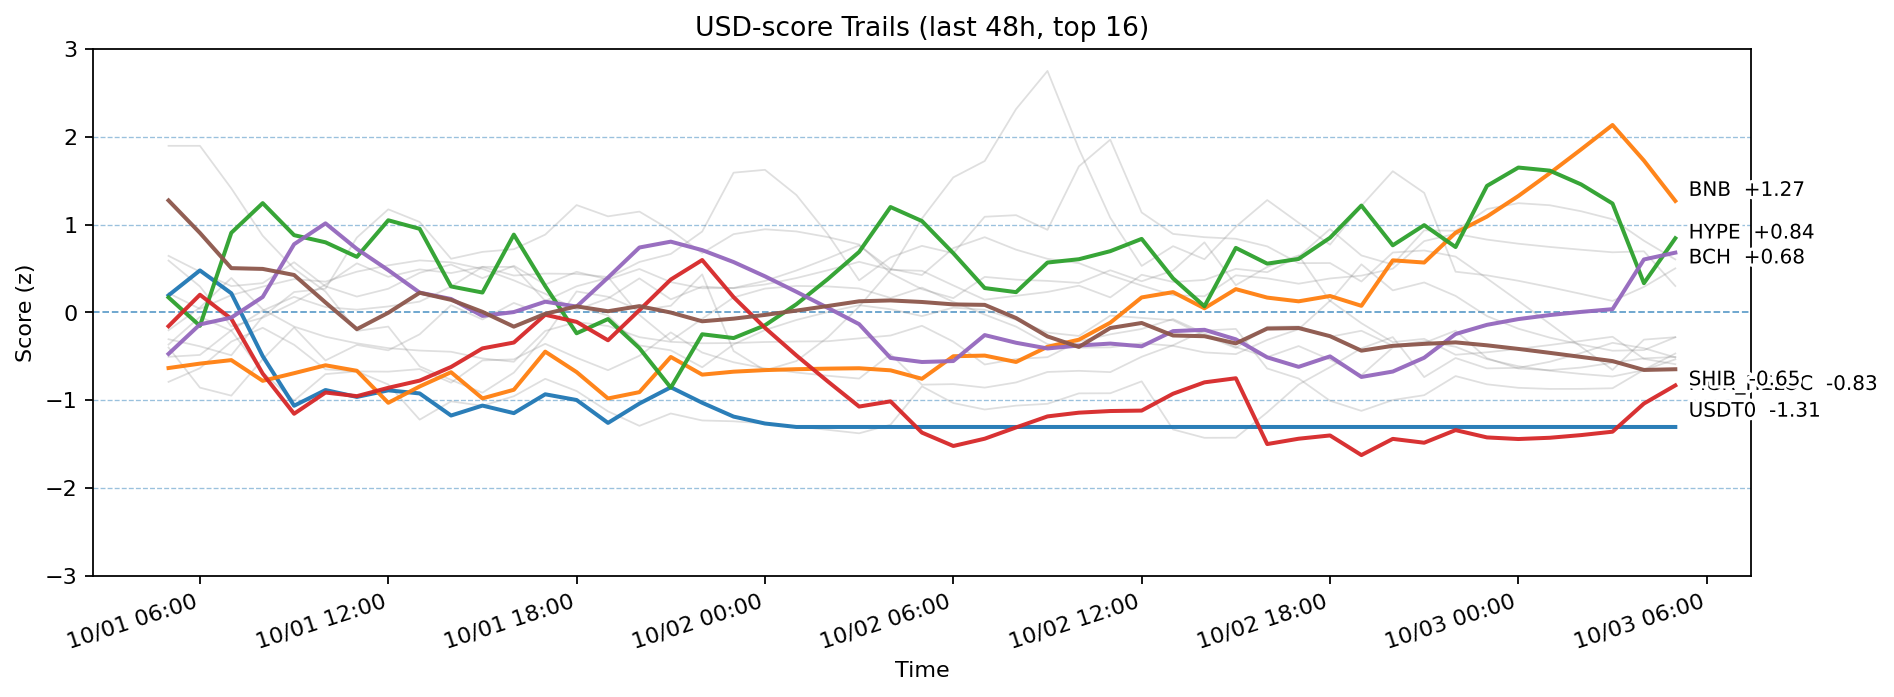 USD-score Trails (last 48h, top 16)
Score (z)
3
2
1
0
−1
−2
−3
BNB +1.27
HYPE +0.84
BCH +0.68
SHIB -0.65
-0.83
USDT0 -1.31
10/01 06:00
10/01 12:00
10/01 18:00
10/02 00:00
10/02 06:00
10/02 12:00
10/02 18:00
10/03 00:00
10/03 06:00
Time